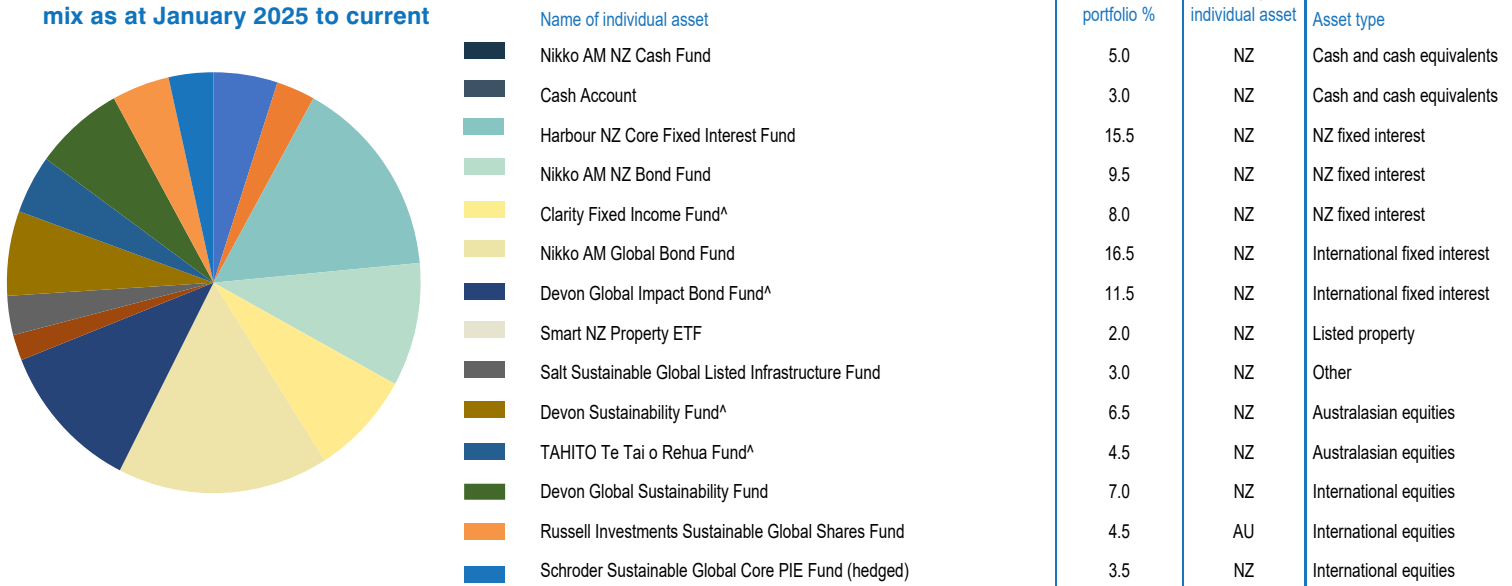 mix as at January 2025 to current
Name of individual asset portfolio % individual asset Asset type
Nikko AM NZ Cash Fund 5.0 NZ Cash and cash equivalents
Cash Account 3.0 NZ Cash and cash equivalents
Harbour NZ Core Fixed Interest Fund 15.5 NZ NZ fixed interest
Nikko AM NZ Bond Fund 9.5 NZ NZ fixed interest
Clarity Fixed Income Fund^ 8.0 NZ NZ fixed interest
Nikko AM Global Bond Fund 16.5 NZ International fixed interest
Devon Global Impact Bond Fund^ 11.5 NZ International fixed interest
Smart NZ Property ETF 2.0 NZ Listed property
Salt Sustainable Global Listed Infrastructure Fund 3.0 NZ Other
Devon Sustainability Fund^ 6.5 NZ Australasian equities
TAHITO Te Tai o Rehua Fund^ 4.5 NZ Australasian equities
Devon Global Sustainability Fund 7.0 NZ International equities
Russell Investments Sustainable Global Shares Fund 4.5 AU International equities
Schroder Sustainable Global Core PIE Fund (hedged) 3.5 NZ International equities